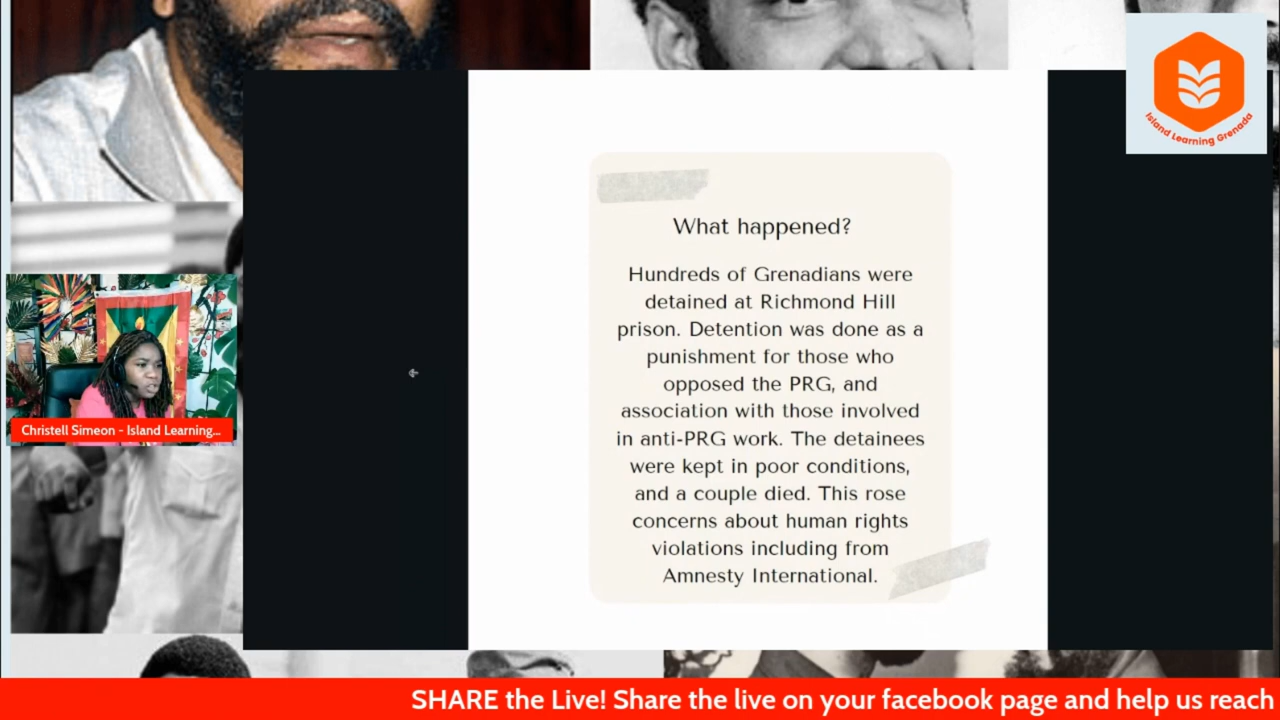 Island Learning Grenada
What happened?
Hundreds of Grenadians were
detained at Richmond Hill
prison. Detention was done as a
punishment for those who
opposed the PRG, and
association with those involved
in anti-PRG work. The detainees
were kept in poor conditions,
and a couple died. This rose
concerns about human rights
violations including from
Amnesty International.
Christell Simeon - Island Learning...
SHARE the Live! Share the live on your facebook page and help us reach